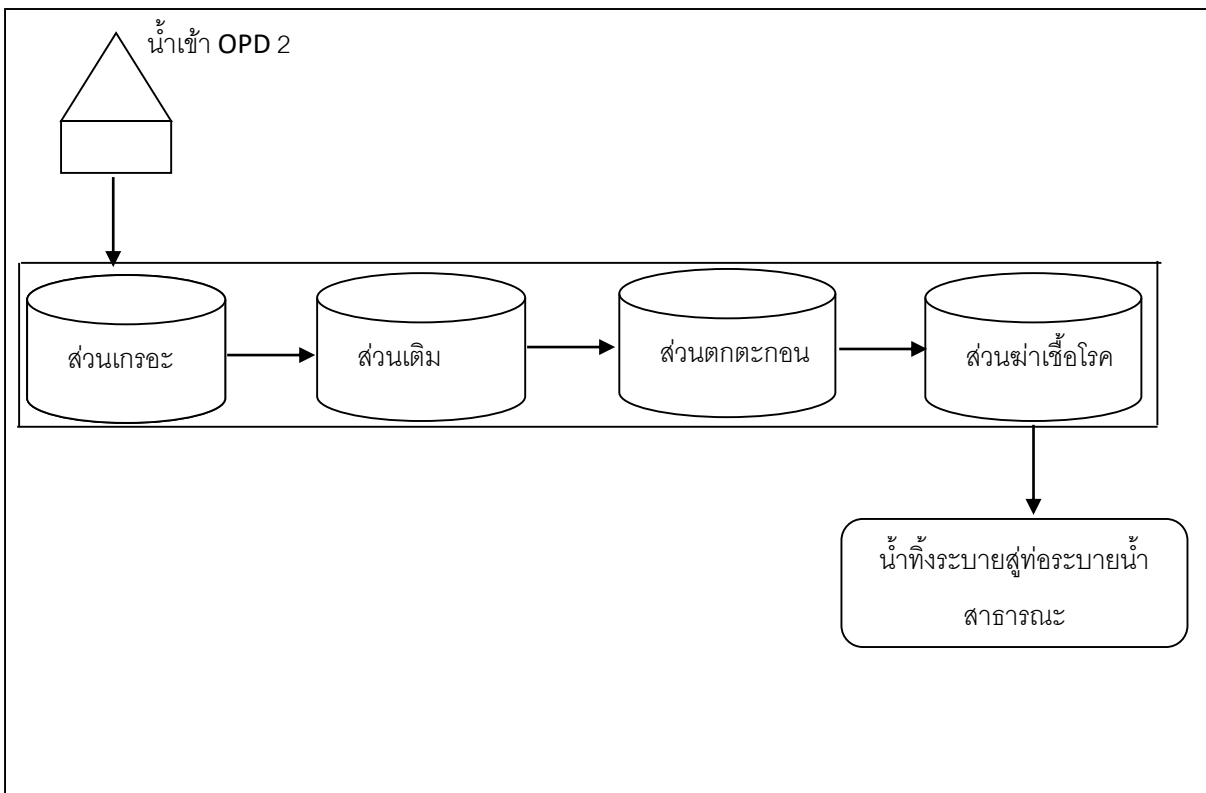 น้ำเข้า OPD 2
ส่วนเกรอะ
ส่วนเติม
ส่วนตกตะกอน
ส่วนฆ่าเชื้อโรค
น้ำทิ้งระบายสู่ท่อระบายน้ำ
สาธารณะ